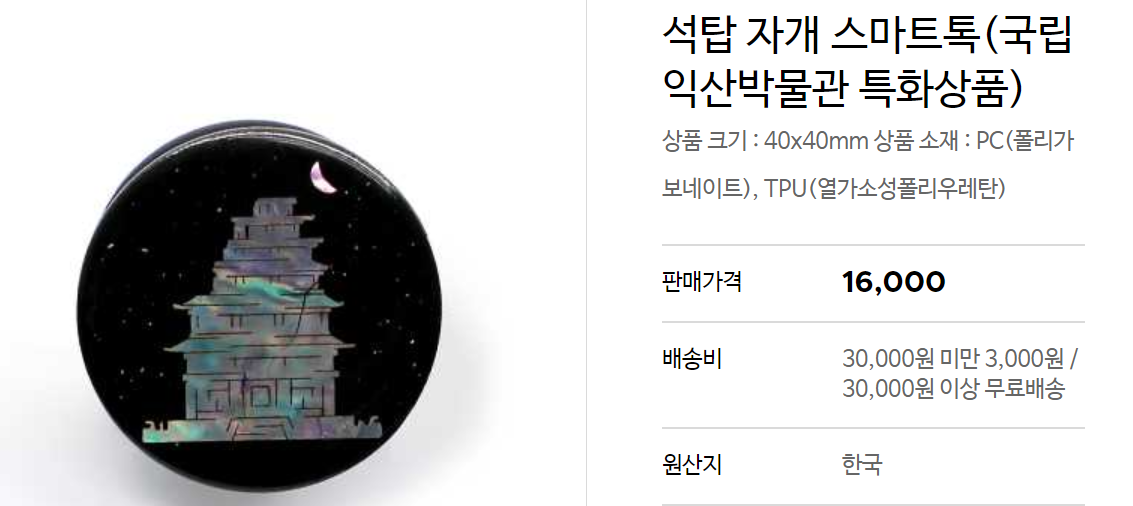 석탑 자개 스마트톡(국립
익산박물관 특화상품)
상품 크기 : 40x40mm 상품 소재 : PC(폴리가
보네이트), TPU(열가소성폴리우레탄)
판매가격 16,000
배송비 30,000원 미만 3,000원 /
30,000원 이상 무료배송
원산지 한국